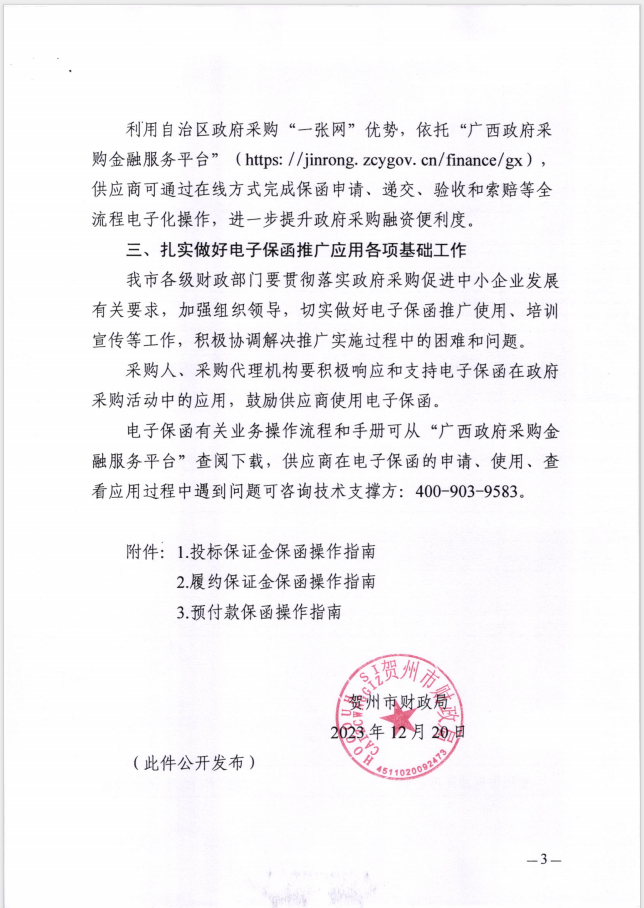 利用自治区政府采购“一张网”优势，依托“广西政府采
购金融服务平台”（https: //jinrong. zcygov. cn/finance/gx），
供应商可通过在线方式完成保函申请、递交、验收和索赔等全
流程电子化操作，进一步提升政府采购融资便利度。
三、扎实做好电子保函推广应用各项基础工作
我市各级财政部门要贯彻落实政府采购促进中小企业发展
有关要求，加强组织领导，切实做好电子保函推广使用、培训
宣传等工作，积极协调解决推广实施过程中的困难和问题。
采购人、采购代理机构要积极响应和支持电子保函在政府
采购活动中的应用，鼓励供应商使用电子保函。
电子保函有关业务操作流程和手册可从“广西政府采购金
融服务平台”查阅下载，供应商在电子保函的申请、使用、查
看应用过程中遇到问题可咨询技术支撑方：400-903-9583。
附件：1.投标保证金保函操作指南
2.履约保证金保函操作指南
3.预付款保函操作指南
贺州市财政局
2023年 12月 20日
贺州市财政局
4511020092473
（此件公开发布）
—3—